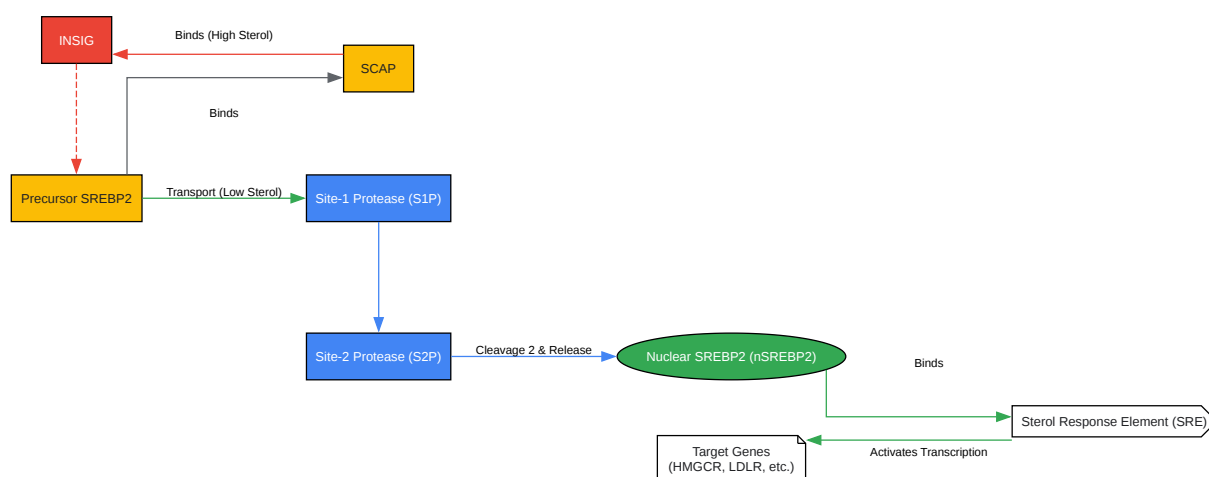 INSIG
Binds (High Sterol)
SCAP
Binds
Precursor SREBP2
Transport (Low Sterol)
Site-1 Protease (S1P)
Site-2 Protease (S2P)
Cleavage 2 & Release
Nuclear SREBP2 (nSREBP2)
Binds
Sterol Response Element (SRE)
Activates Transcription
Target Genes
(HMGCR, LDLR, etc.)